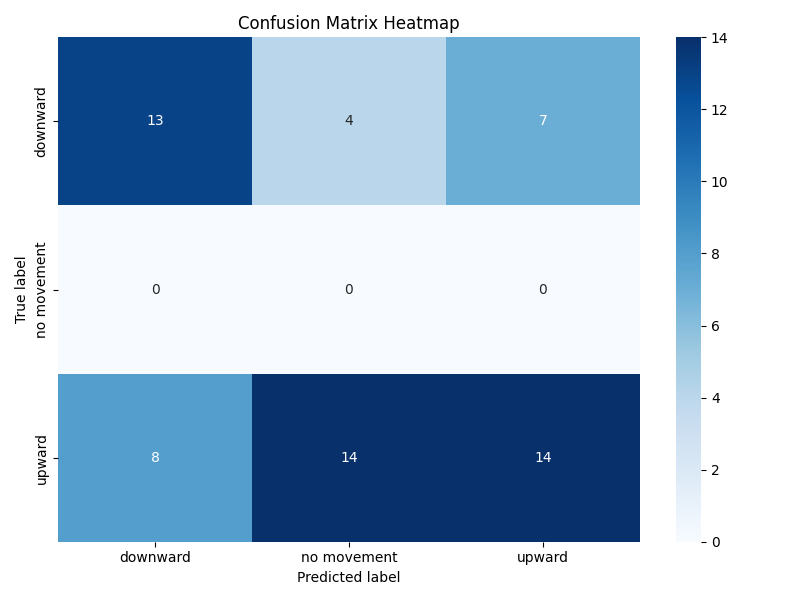 Confusion Matrix Heatmap
downward
13
4
7
14
12
10
8
6
4
2
0
True label
no movement
0
0
0
upward
8
14
14
downward
no movement
upward
Predicted label